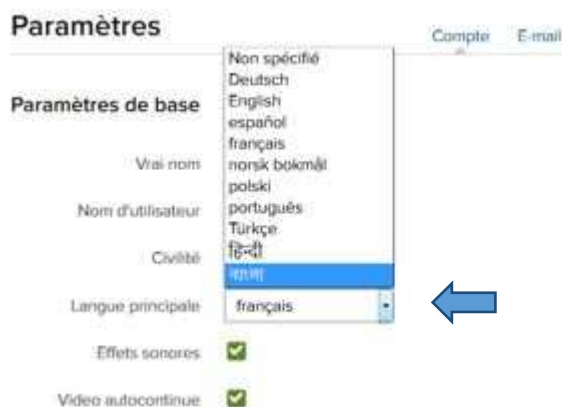 Paramètres
Compte E-mail
Non spécifié
Deutsch
English
Paramètres de base
español
français
Vrai nom
norsk bokmål
polski
Nom d'utilisateur
português
Türkçe
Civilité
हिन्दी
বাংলা
Langue principale français
Effets sonores
Video autocontinue